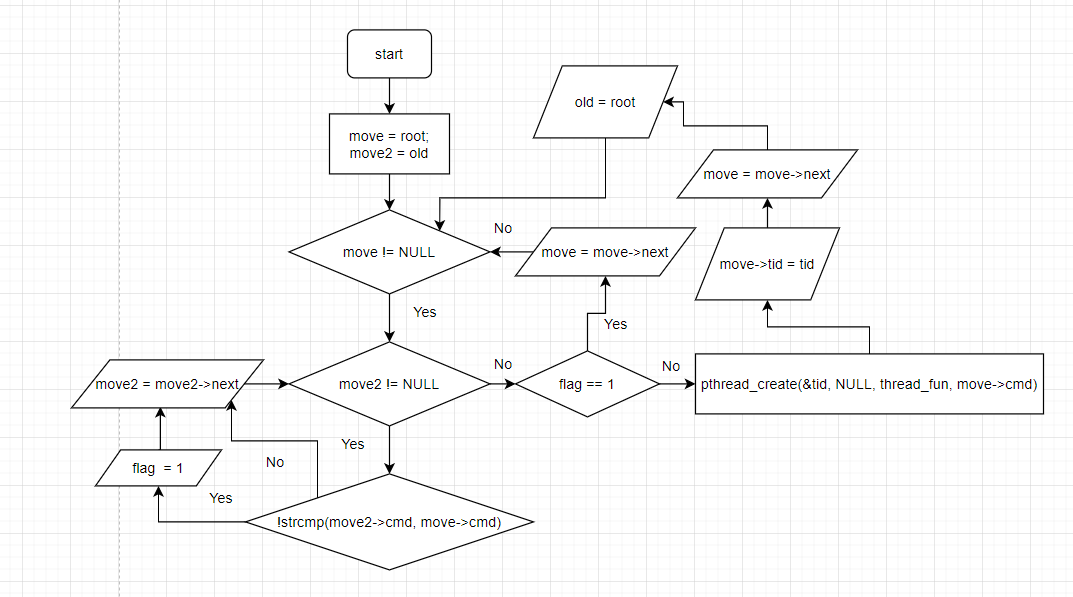 start
old = root
move = root;
move2 = old
move = move->next
No
move != NULL
move = move->next
move->tid = tid
Yes
Yes
No
No
move2 = move2->next
move2 != NULL
flag == 1
pthread_create(&tid, NULL, thread_fun, move->cmd)
Yes
No
flag  = 1
Yes
!strcmp(move2->cmd, move->cmd)